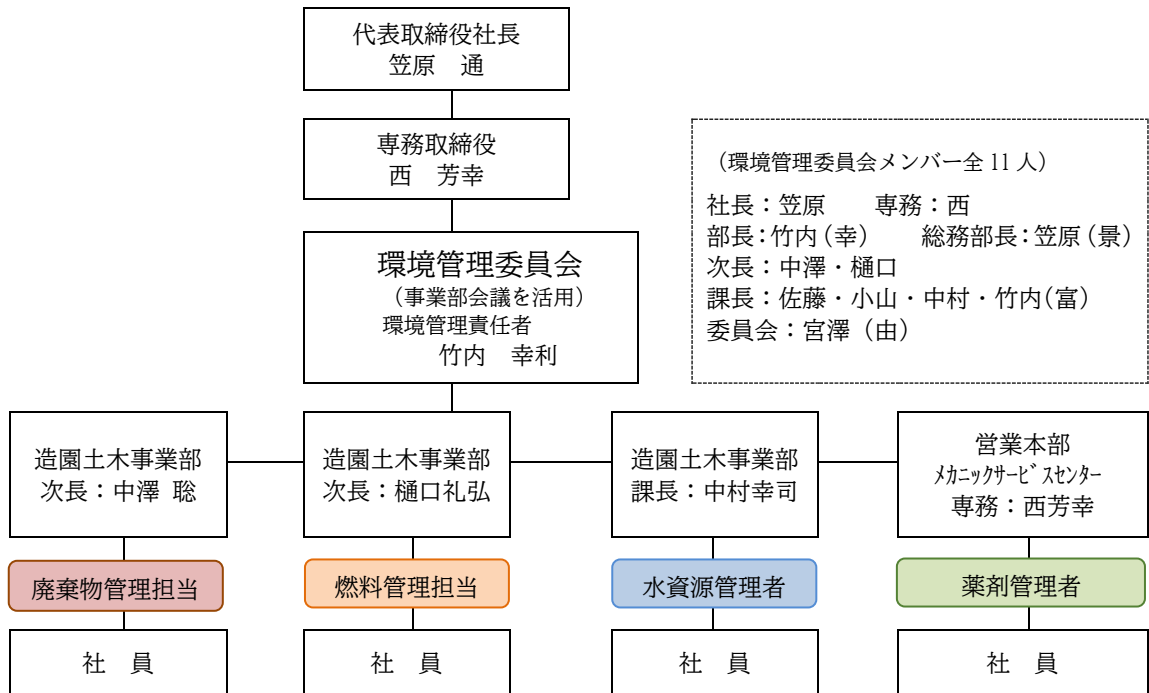 代表取締役社長
笠原　通
専務取締役
西　芳幸
環境管理委員会
（事業部会議を活用）
環境管理責任者
竹内　幸利
（環境管理委員会メンバー全 11 人）
社長：笠原　　専務：西
部長：竹内（幸）　　総務部長：笠原（景）
次長：中澤・樋口
課長：佐藤・小山・中村・竹内（富）
委員会：宮澤（由）
造園土木事業部
次長：中澤 聡
造園土木事業部
次長：樋口礼弘
造園土木事業部
課長：中村幸司
営業本部
ﾒｶﾆｯｸｻｰﾋﾞｽｾﾝﾀｰ
専務：西芳幸
廃棄物管理担当
燃料管理担当
水資源管理者
薬剤管理者
社　員
社　員
社　員
社　員